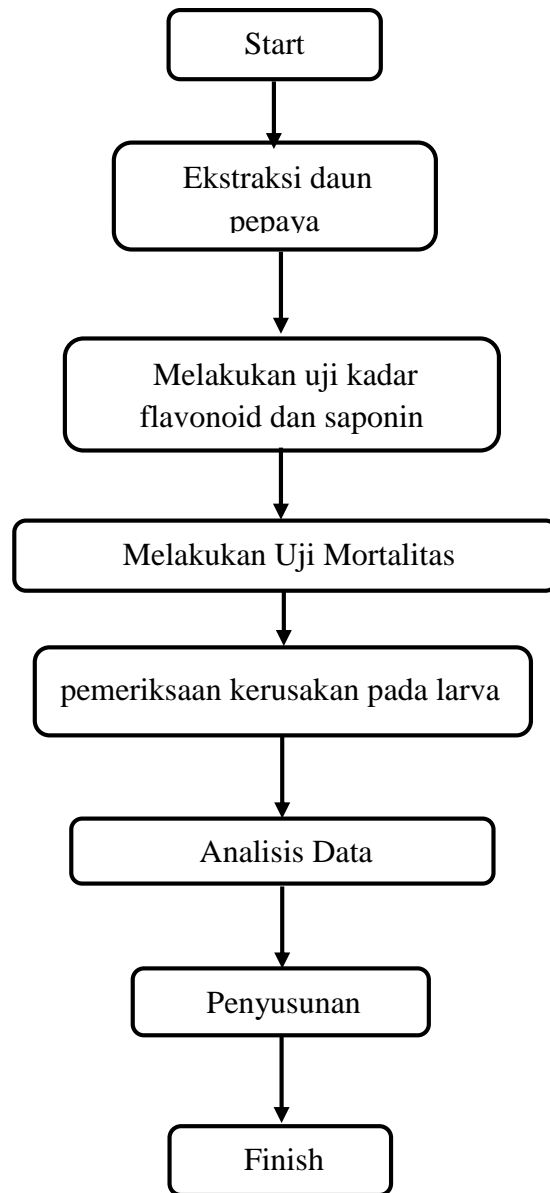 Start
Ekstraksi daun
pepaya
Melakukan uji kadar
flavonoid dan saponin
Melakukan Uji Mortalitas
pemeriksaan kerusakan pada larva
Analisis Data
Penyusunan
Finish